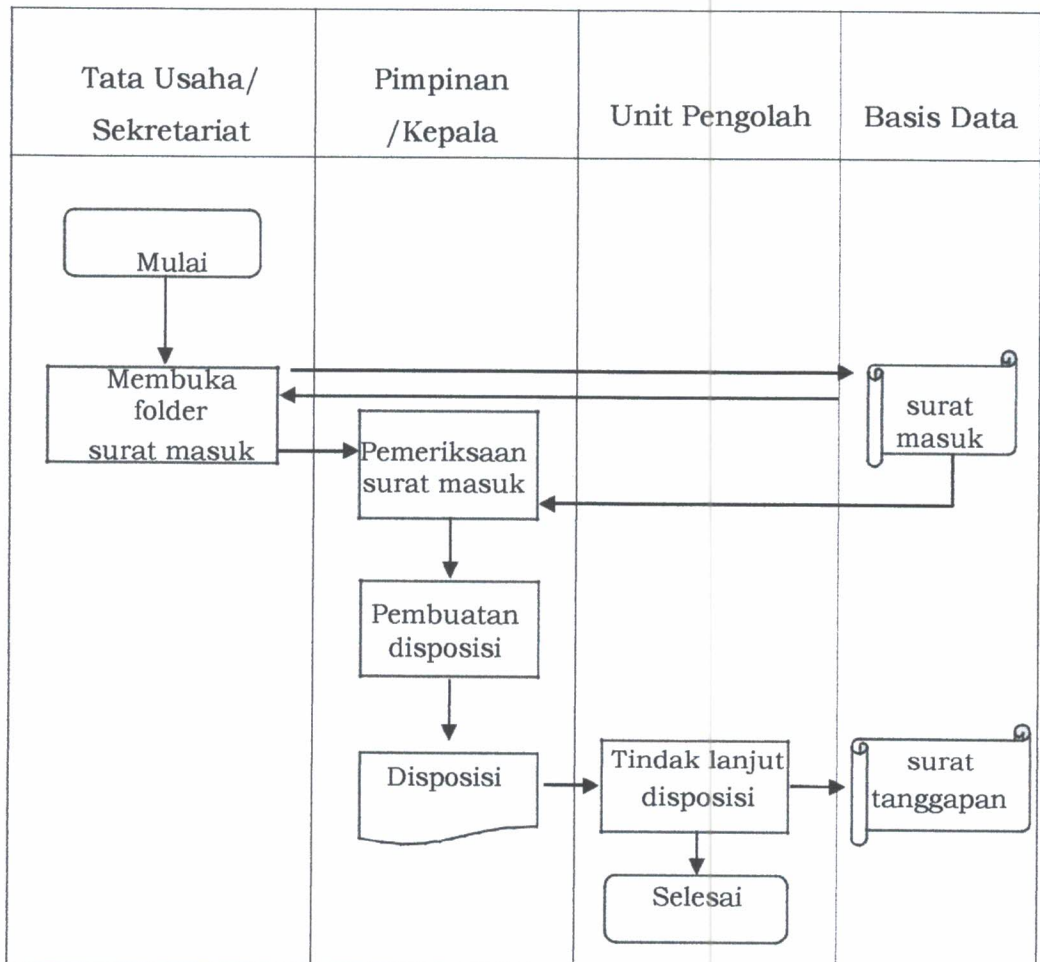 Tata Usaha/
Sekretariat
Pimpinan
/Kepala
Unit Pengolah
Basis Data
Mulai
Membuka
folder
surat masuk
surat
masuk
Pemeriksaan
surat masuk
Pembuatan
disposisi
Disposisi
Tindak lanjut
disposisi
surat
tanggapan
Selesai